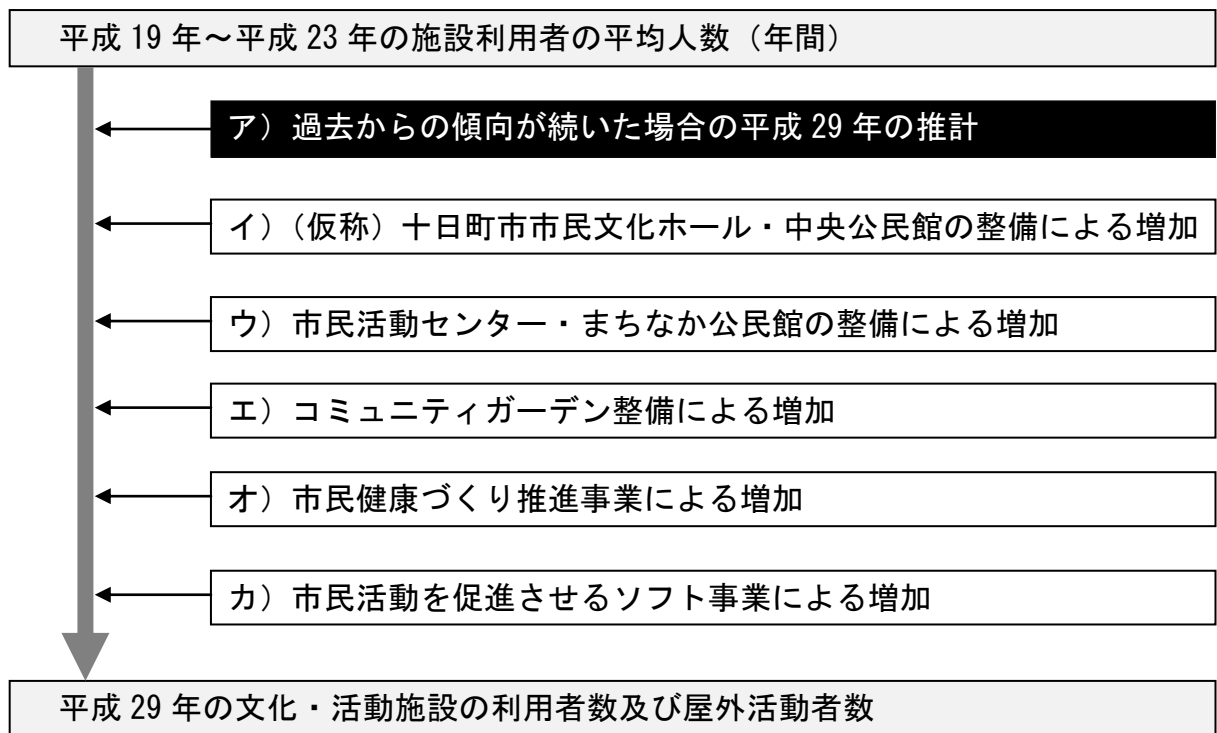 平成 19 年～平成 23 年の施設利用者の平均人数（年間）
ア）過去からの傾向が続いた場合の平成 29 年の推計
イ）（仮称）十日町市市民文化ホール・中央公民館の整備による増加
ウ）市民活動センター・まちなか公民館の整備による増加
エ）コミュニティガーデン整備による増加
オ）市民健康づくり推進事業による増加
カ）市民活動を促進させるソフト事業による増加
平成 29 年の文化・活動施設の利用者数及び屋外活動者数